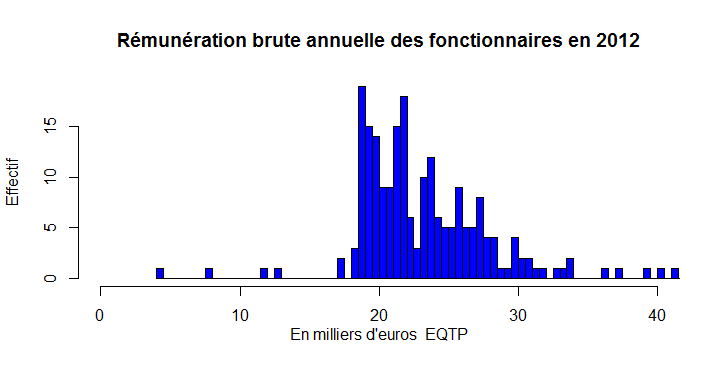 Rémunération brute annuelle des fonctionnaires en 2012
Effectif
15
10
5
0
0 10 20 30 40
En milliers d'euros  EQTP